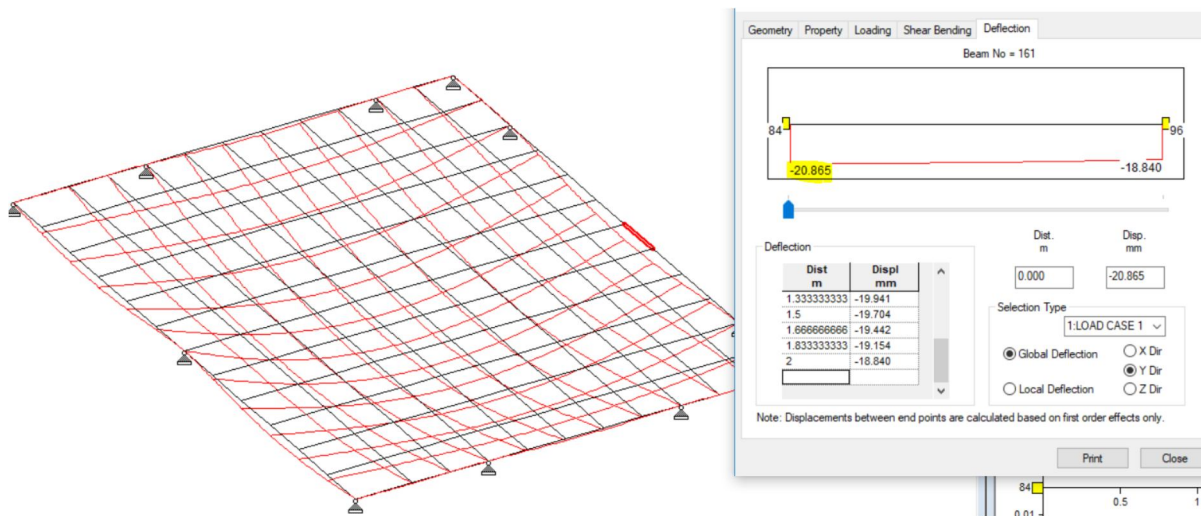 Geometry Property Loading Shear Bending Deflection
Beam No = 161
84 96
-20.865 -18.840
Dist. Disp.
m mm
0.000 -20.865
Deflection
Dist Displ
m mm
1.333333333 -19.941
1.5 -19.704
1.666666666 -19.442
1.833333333 -19.154
2 -18.840
Selection Type
1:LOAD CASE 1
Global Deflection
Local Deflection
X Dir
Y Dir
Z Dir
Note: Displacements between end points are calculated based on first order effects only.
Print Close
84
0.5 1
0.01